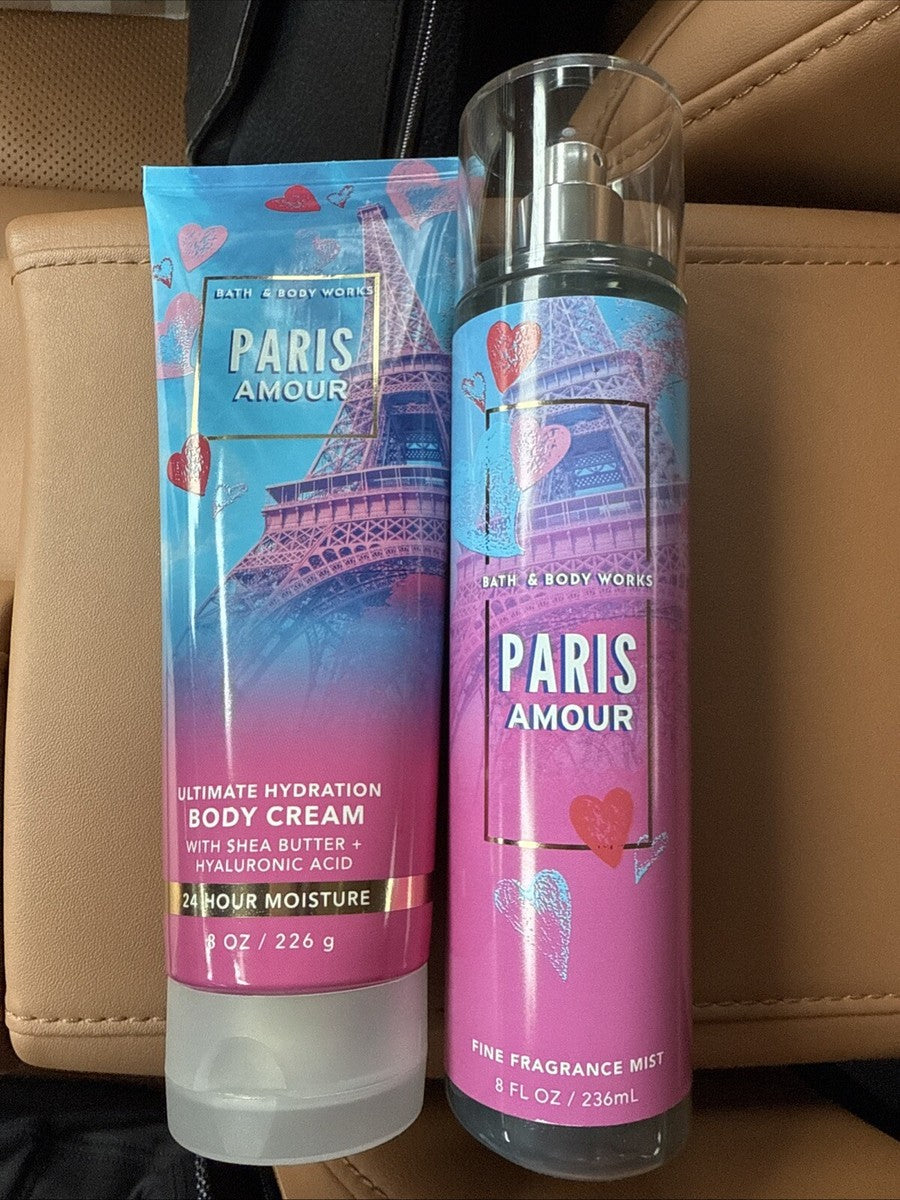 BATH & BODY WORKS
PARIS
AMOUR
ULTIMATE HYDRATION
BODY CREAM
WITH SHEA BUTTER +
HYALURONIC ACID
24 HOUR MOISTURE
8 OZ / 226 g
BATH & BODY WORKS
PARIS
AMOUR
FINE FRAGRANCE MIST
8 FL OZ / 236mL